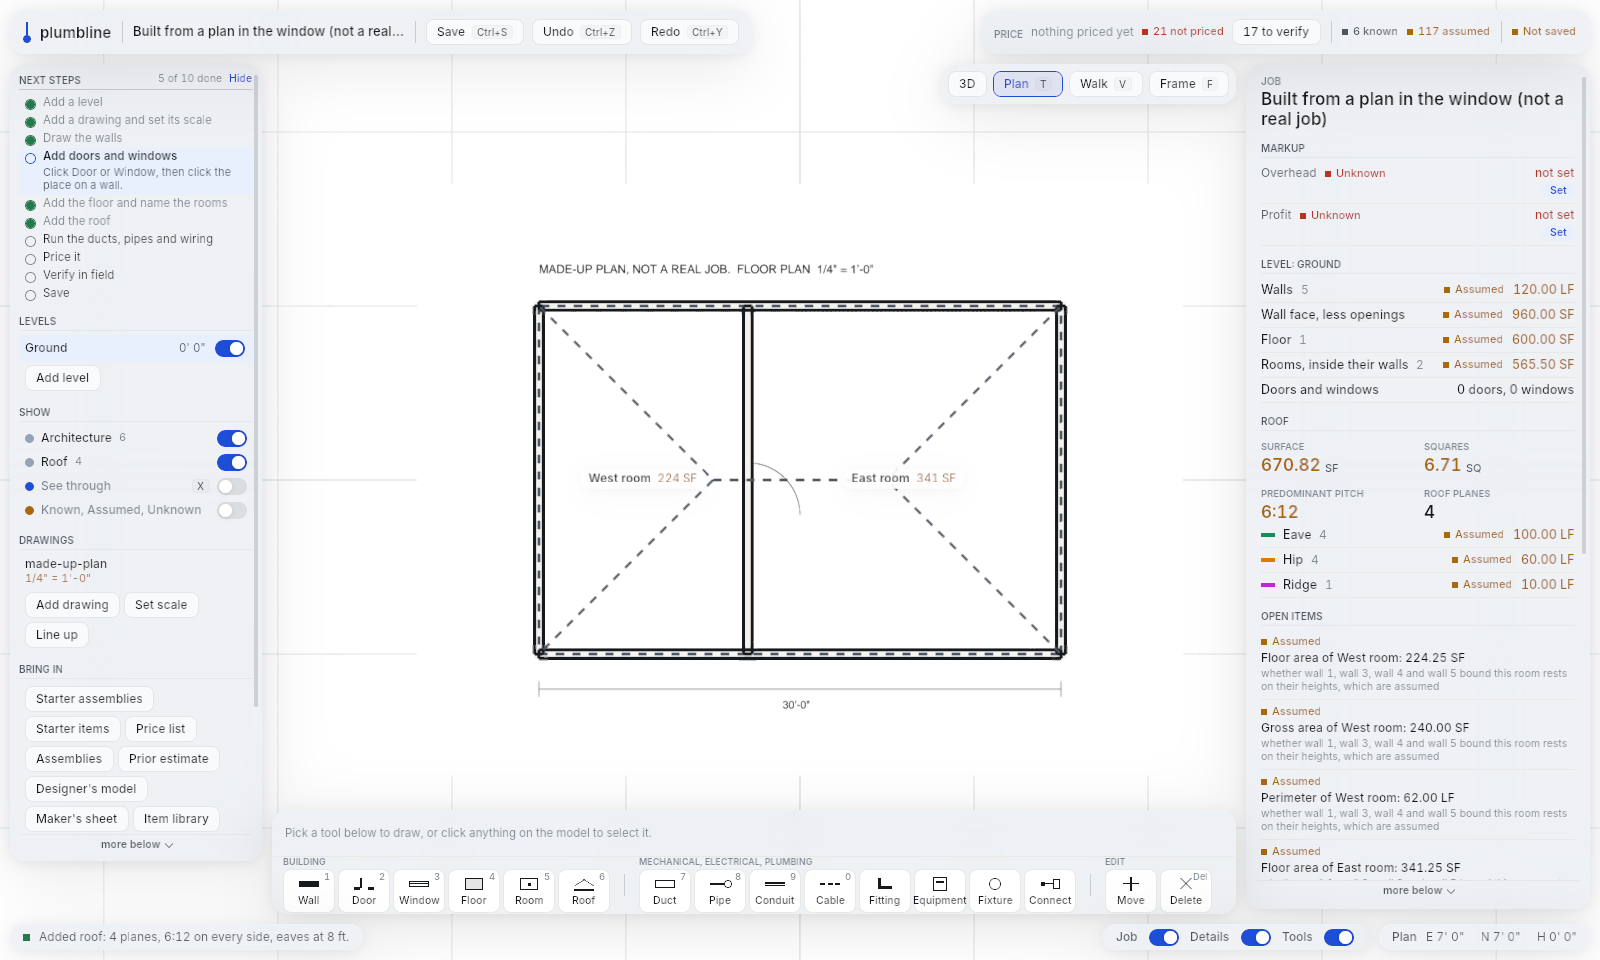 plumbline
Built from a plan in the window (not a real...
Save Ctrl+S
Undo Ctrl+Z
Redo Ctrl+Y
PRICE nothing priced yet 21 not priced 17 to verify 6 known 117 assumed Not saved
3D
Plan T
Walk V
Frame F
NEXT STEPS 5 of 10 done Hide
Add a level
Add a drawing and set its scale
Draw the walls
Add doors and windows
Click Door or Window, then click the
place on a wall.
Add the floor and name the rooms
Add the roof
Run the ducts, pipes and wiring
Price it
Verify in field
Save
LEVELS
Ground 0' 0"
Add level
SHOW
Architecture 6
Roof 4
See through X
Known, Assumed, Unknown
DRAWINGS
made-up-plan
1/4" = 1'-0"
Add drawing Set scale
Line up
BRING IN
Starter assemblies
Starter items Price list
Assemblies Prior estimate
Designer's model
Maker's sheet Item library
more below
MADE-UP PLAN, NOT A REAL JOB. FLOOR PLAN 1/4" = 1'-0"
West room 224 SF
East room 341 SF
30'-0"
Pick a tool below to draw, or click anything on the model to select it.
BUILDING
Wall 1
Door 2
Window 3
Floor 4
Room 5
Roof 6
MECHANICAL, ELECTRICAL, PLUMBING
Duct 7
Pipe 8
Conduit 9
Cable 0
Fitting
Equipment
Fixture
Connect
EDIT
Move
Delete Del
JOB
Built from a plan in the window (not a
real job)
MARKUP
Overhead Unknown not set
Set
Profit Unknown not set
Set
LEVEL: GROUND
Walls 5 Assumed 120.00 LF
Wall face, less openings Assumed 960.00 SF
Floor 1 Assumed 600.00 SF
Rooms, inside their walls 2 Assumed 565.50 SF
Doors and windows 0 doors, 0 windows
ROOF
SURFACE SQUARES
670.82 SF 6.71 SQ
PREDOMINANT PITCH ROOF PLANES
6:12 4
Eave 4 Assumed 100.00 LF
Hip 4 Assumed 60.00 LF
Ridge 1 Assumed 10.00 LF
OPEN ITEMS
Assumed
Floor area of West room: 224.25 SF
whether wall 1, wall 3, wall 4 and wall 5 bound this room rests
on their heights, which are assumed
Assumed
Gross area of West room: 240.00 SF
whether wall 1, wall 3, wall 4 and wall 5 bound this room rests
on their heights, which are assumed
Assumed
Perimeter of West room: 62.00 LF
whether wall 1, wall 3, wall 4 and wall 5 bound this room rests
on their heights, which are assumed
Assumed
Floor area of East room: 341.25 SF
more below
Added roof: 4 planes, 6:12 on every side, eaves at 8 ft.
Job Details Tools
Plan E 7' 0" N 7' 0" H 0' 0"